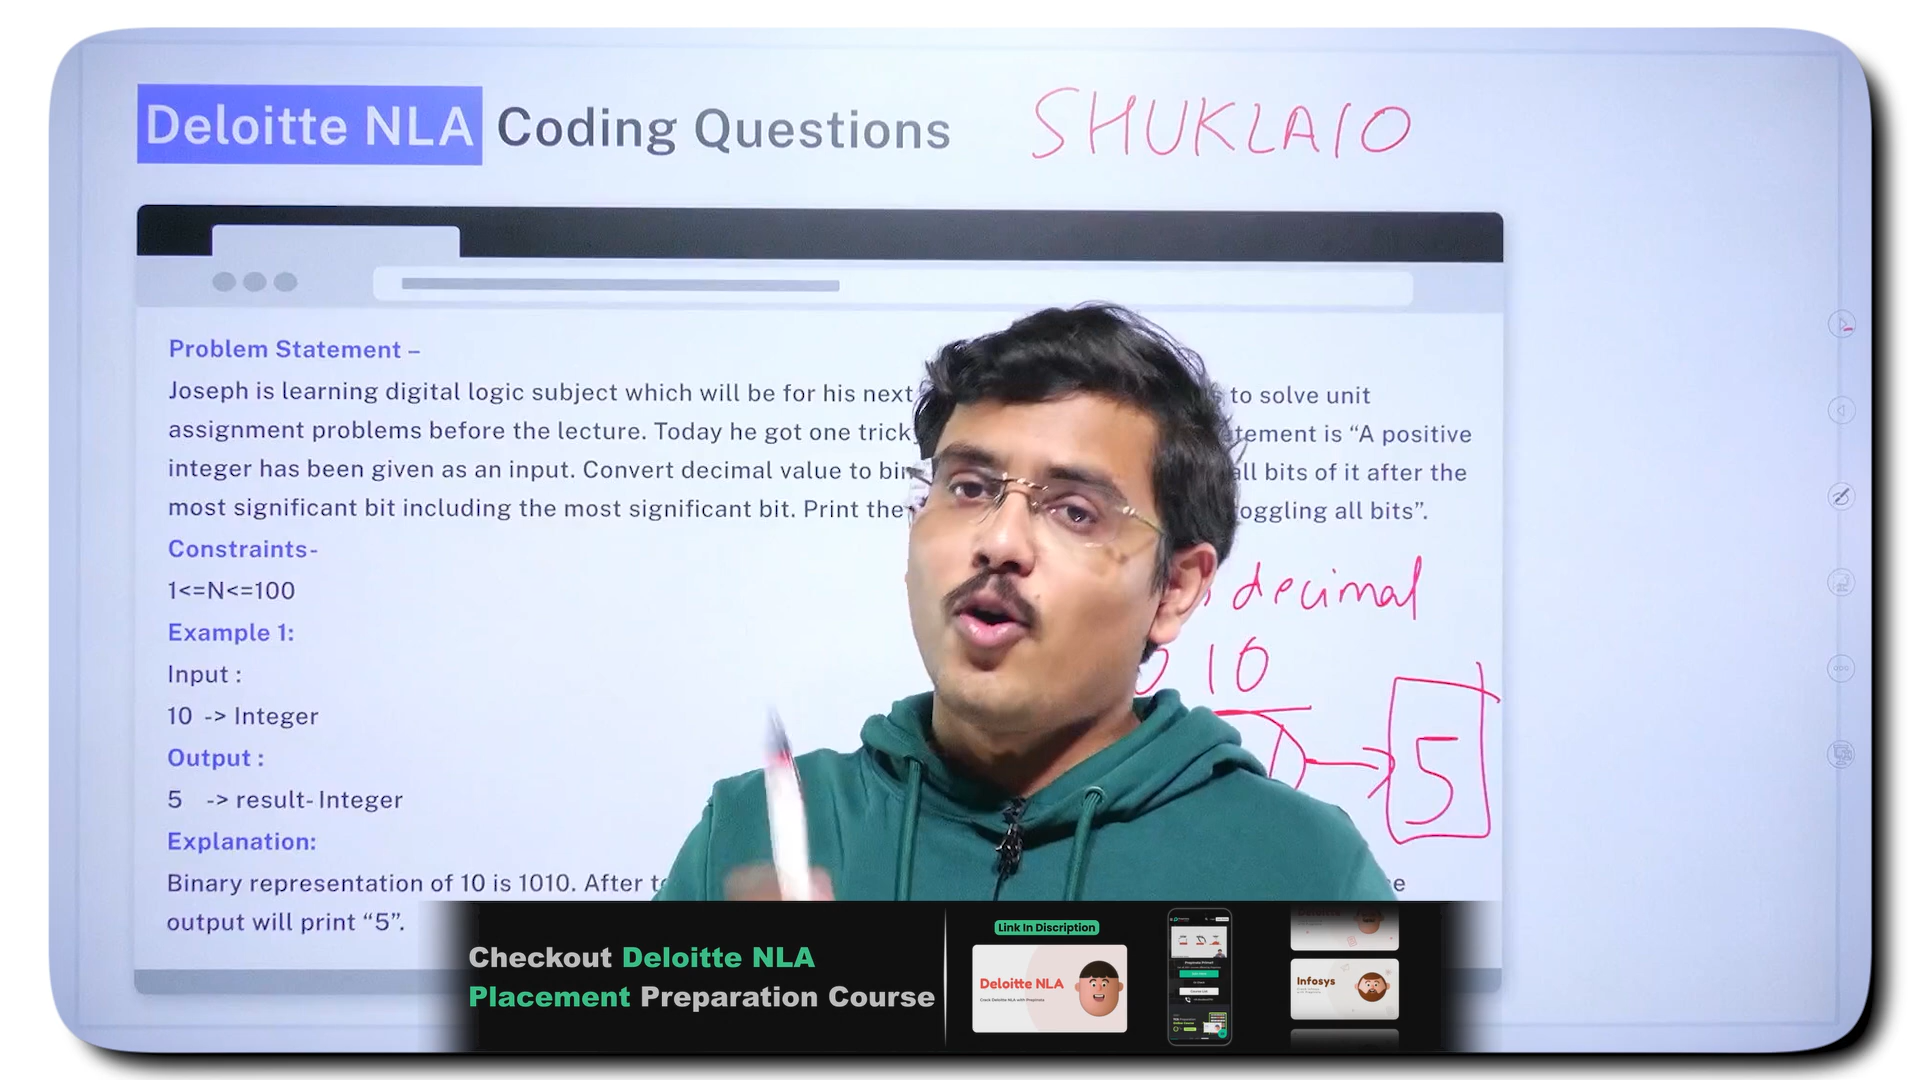 Deloitte NLA Coding Questions SHUKLA10
Problem Statement –
Joseph is learning digital logic subject which will be for his next to solve unit
assignment problems before the lecture. Today he got one tricky tement is “A positive
integer has been given as an input. Convert decimal value to bin all bits of it after the
most significant bit including the most significant bit. Print the oggling all bits”.
Constraints-
1<=N<=100
decimal
Example 1:
Input :
10
10 -> Integer
Output :
5
5 -> result- Integer
Explanation:
Binary representation of 10 is 1010. After
output will print “5”.
Link In Discription
Checkout Deloitte NLA
Placement Preparation Course
Deloitte NLA
Infosys